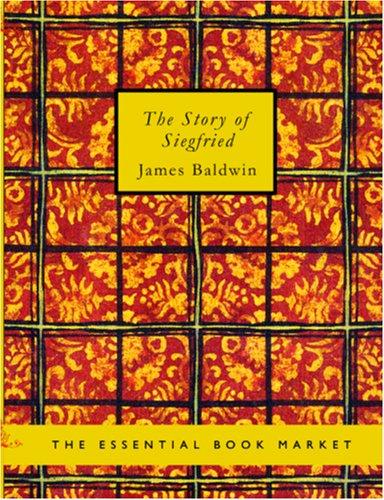 The Story of
Siegfried
James Baldwin
THE ESSENTIAL BOOK MARKET